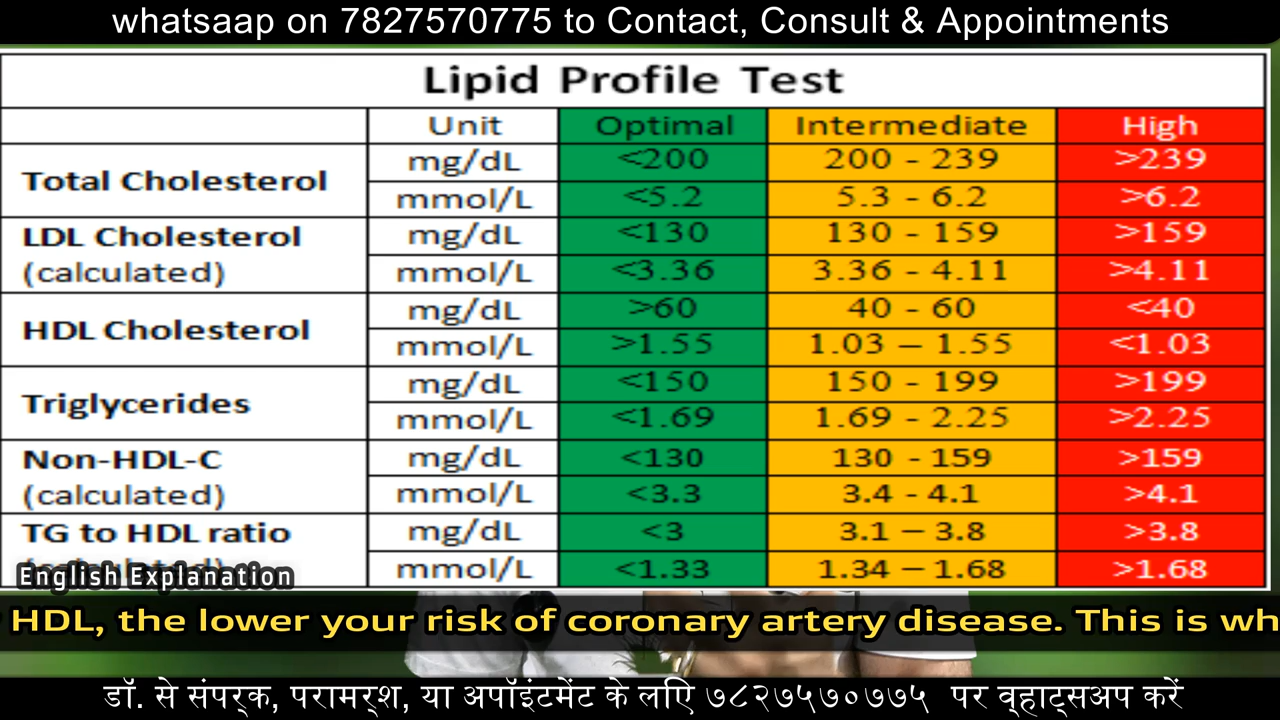 whatsaap on 7827570775 to Contact, Consult & Appointments
Lipid Profile Test
Unit Optimal Intermediate High
Total Cholesterol mg/dL <200 200 - 239 >239
mmol/L <5.2 5.3 - 6.2 >6.2
LDL Cholesterol mg/dL <130 130 - 159 >159
(calculated) mmol/L <3.36 3.36 - 4.11 >4.11
HDL Cholesterol mg/dL >60 40 - 60 <40
mmol/L >1.55 1.03 – 1.55 <1.03
Triglycerides mg/dL <150 150 - 199 >199
mmol/L <1.69 1.69 - 2.25 >2.25
Non-HDL-C mg/dL <130 130 - 159 >159
(calculated) mmol/L <3.3 3.4 - 4.1 >4.1
TG to HDL ratio mg/dL <3 3.1 – 3.8 >3.8
mmol/L <1.33 1.34 – 1.68 >1.68
English Explanation
HDL, the lower your risk of coronary artery disease. This is wh
डॉ. से संपर्क, परामर्श, या अपॉइंटमेंट के लिए ७८२७५७०७७५ पर व्हाट्सअप करें